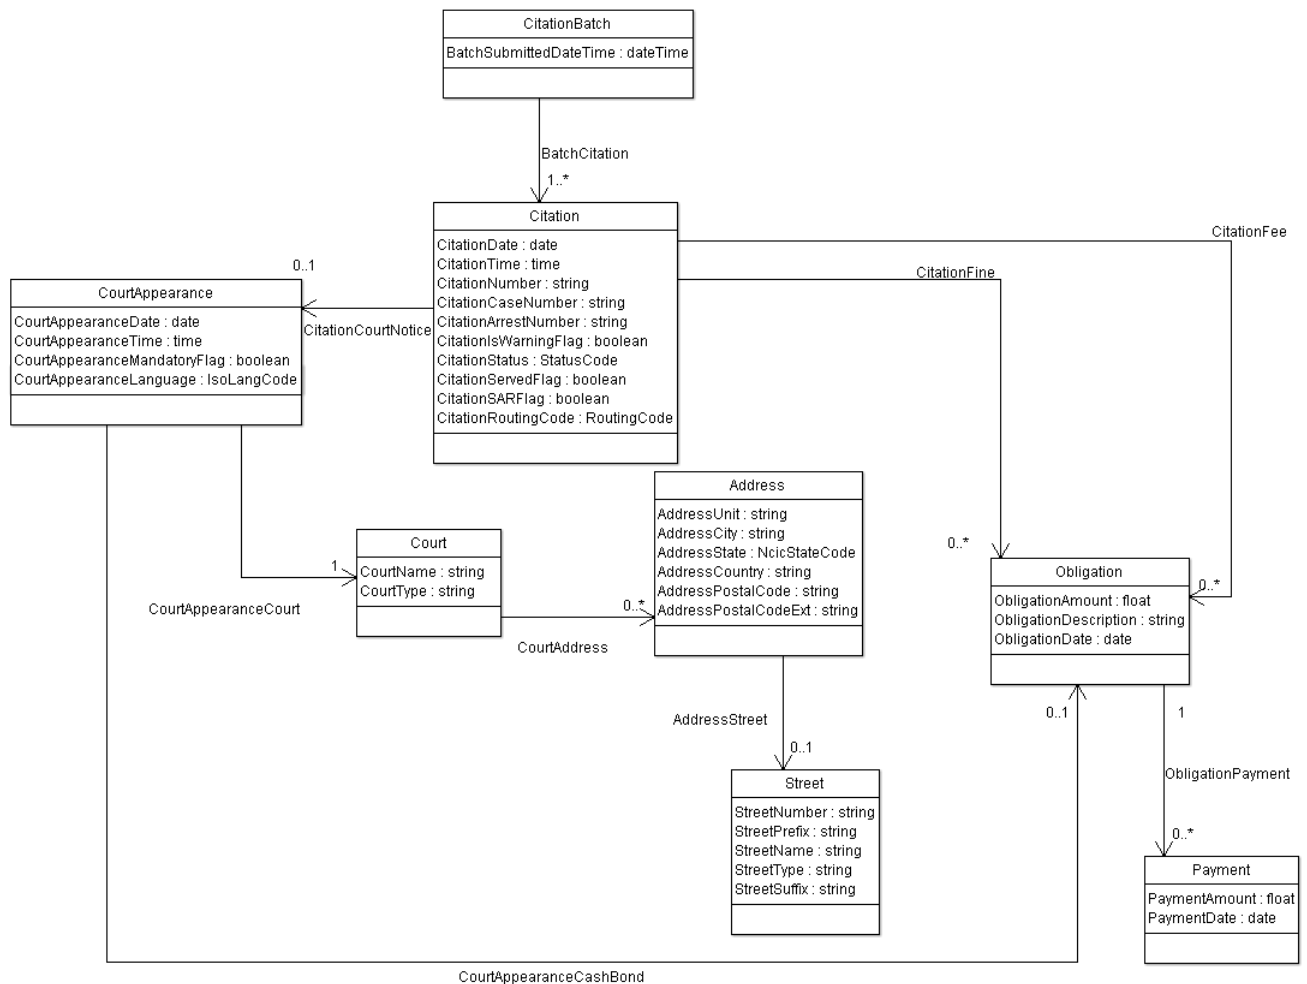 CitationBatch
BatchSubmittedDateTime : dateTime
BatchCitation
1..*
Citation
CitationDate : date
CitationTime : time
CitationNumber : string
CitationCaseNumber : string
CitationArrestNumber : string
CitationIsWarningFlag : boolean
CitationStatus : StatusCode
CitationServedFlag : boolean
CitationSARFlag : boolean
CitationRoutingCode : RoutingCode
CitationFee
CitationFine
0..1
CourtAppearance
CourtAppearanceDate : date
CourtAppearanceTime : time
CourtAppearanceMandatoryFlag : boolean
CourtAppearanceLanguage : IsoLangCode
CitationCourtNotice
Address
AddressUnit : string
AddressCity : string
AddressState : NcicStateCode
AddressCountry : string
AddressPostalCode : string
AddressPostalCodeExt : string
Court
CourtName : string
CourtType : string
1
CourtAppearanceCourt
0..*
CourtAddress
0..*
Obligation
ObligationAmount : float
ObligationDescription : string
ObligationDate : date
0..*
0..1
1
AddressStreet
0..1
Street
StreetNumber : string
StreetPrefix : string
StreetName : string
StreetType : string
StreetSuffix : string
ObligationPayment
0..*
Payment
PaymentAmount : float
PaymentDate : date
CourtAppearanceCashBond